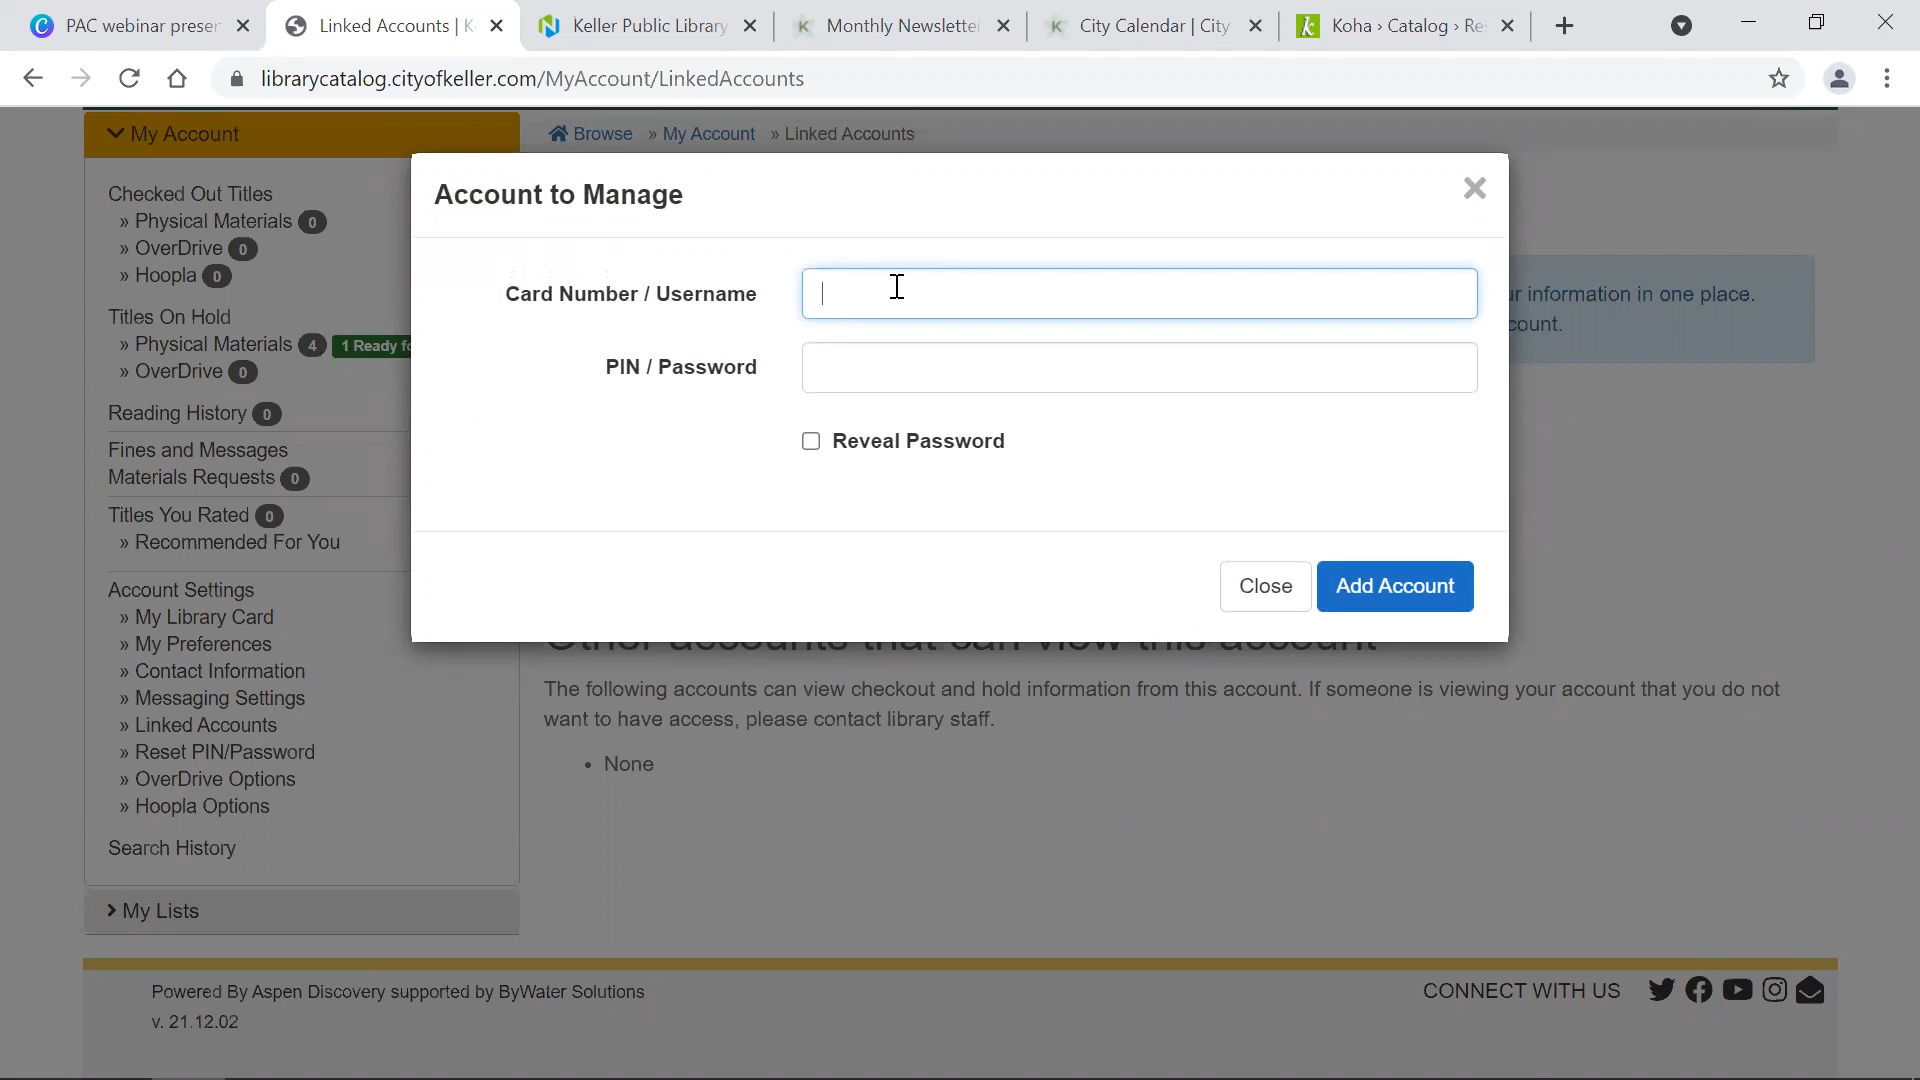 PAC webinar presen
Linked Accounts | K
Keller Public Library
Monthly Newslette
City Calendar | City
Koha › Catalog › Re
librarycatalog.cityofkeller.com/MyAccount/LinkedAccounts
My Account
Browse » My Account » Linked Accounts
Account to Manage
Card Number / Username
PIN / Password
Reveal Password
Close
Add Account
Checked Out Titles
» Physical Materials 0
» OverDrive 0
» Hoopla 0
Titles On Hold
» Physical Materials 4 1 Ready fo
» OverDrive 0
Reading History 0
Fines and Messages
Materials Requests 0
Titles You Rated 0
» Recommended For You
Account Settings
» My Library Card
» My Preferences
» Contact Information
» Messaging Settings
» Linked Accounts
» Reset PIN/Password
» OverDrive Options
» Hoopla Options
Search History
My Lists
r information in one place.
count.
Other accounts that can view this account
The following accounts can view checkout and hold information from this account. If someone is viewing your account that you do not
want to have access, please contact library staff.
• None
Powered By Aspen Discovery supported by ByWater Solutions
v. 21.12.02
CONNECT WITH US